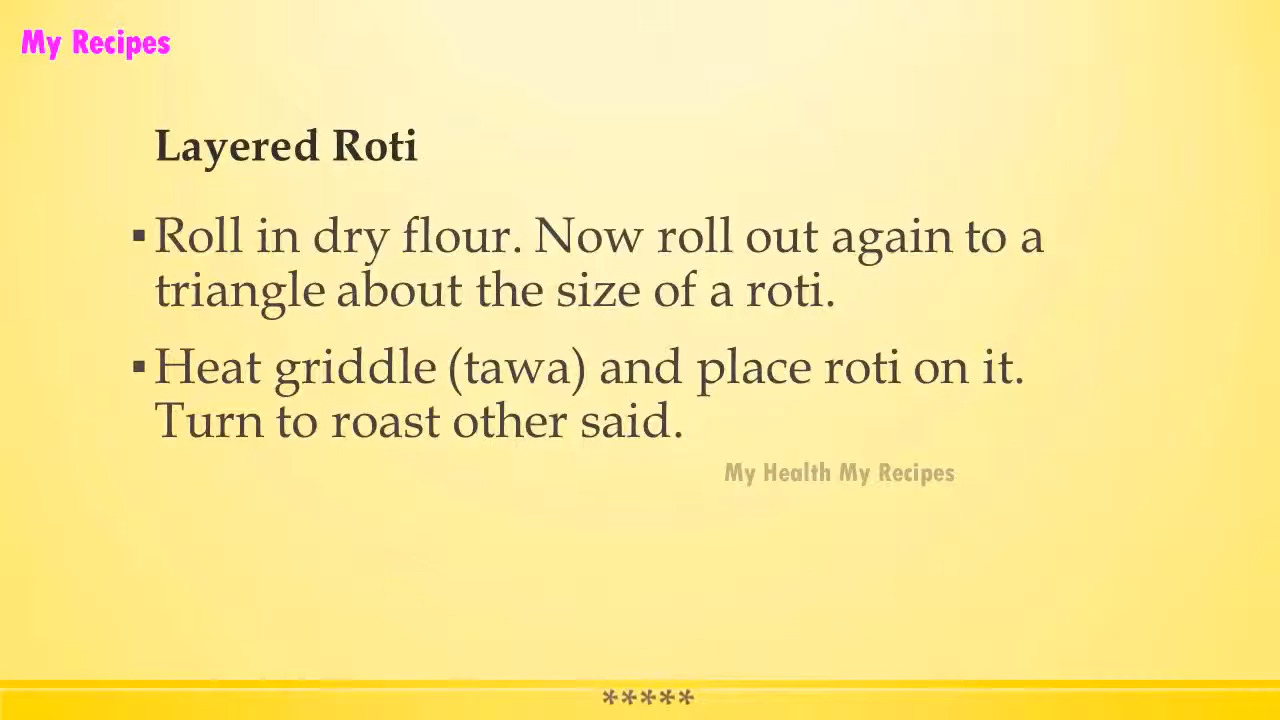 My Recipes
Layered Roti
▪Roll in dry flour. Now roll out again to a
triangle about the size of a roti.
▪Heat griddle (tawa) and place roti on it.
Turn to roast other said.
My Health My Recipes
*****